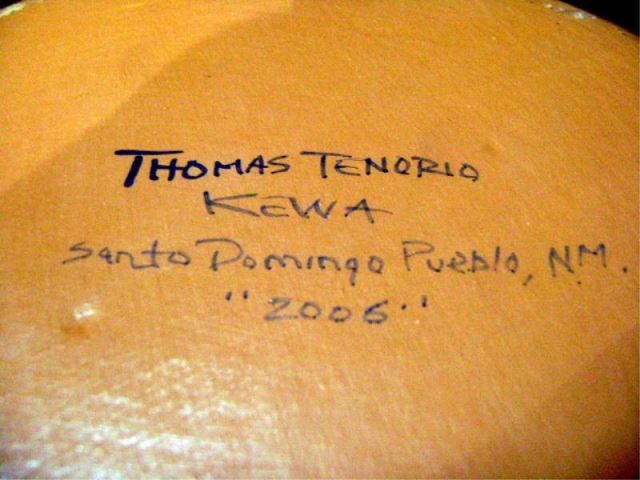 THOMAS TENORIO
KEWA
Santo Domingo Pueblo, N.M.
"2006"